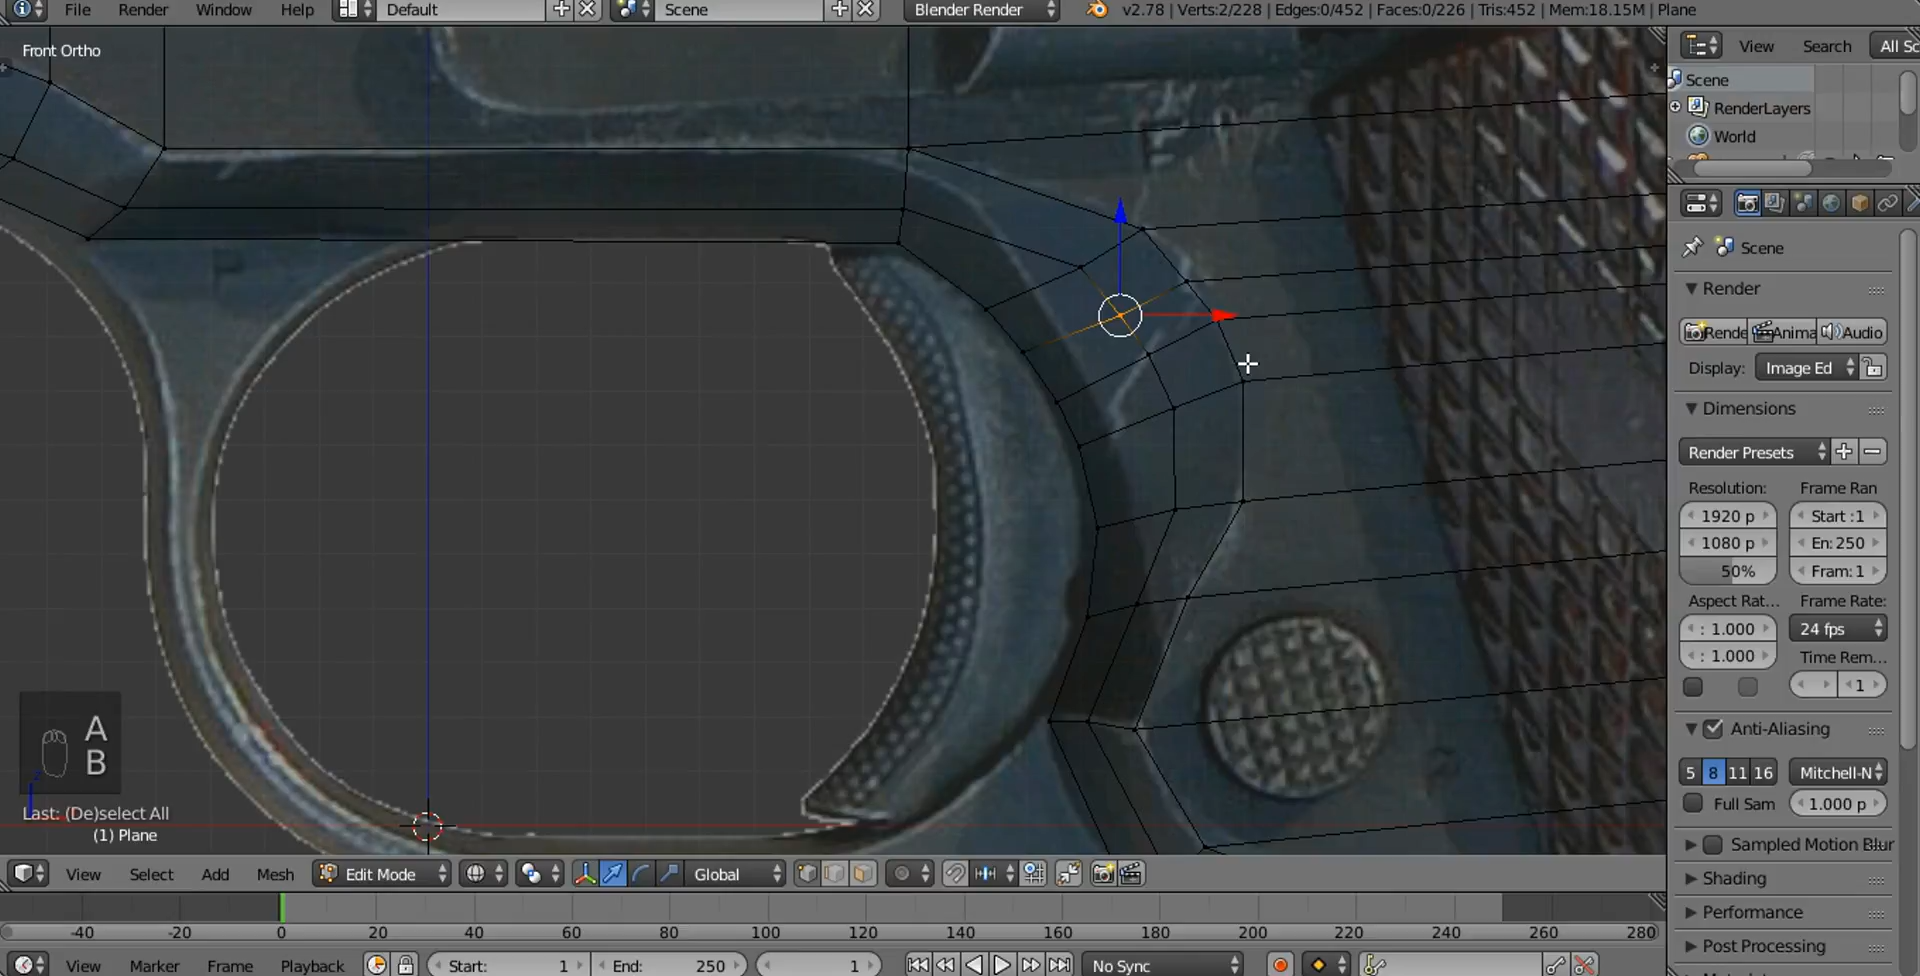 File Render Window Help Default Scene Blender Render v2.78 | Verts:2/228 | Edges:0/452 | Faces:0/226 | Tris:452 | Mem:18.15M | Plane
Front Ortho
View Search All Sc
Scene
RenderLayers
World
Scene
Render
Rende Anima Audio
Display: Image Ed
Dimensions
Render Presets
Resolution: Frame Ran
1920 p Start :1
1080 p En: 250
50% Fram: 1
Aspect Rat... Frame Rate:
: 1.000 24 fps
: 1.000 Time Rem...
1
Anti-Aliasing
5 8 11 16 Mitchell-N
Full Sam 1.000 p
Sampled Motion Blur
Shading
Performance
Post Processing
A
B
Last: (De)select All
(1) Plane
View Select Add Mesh Edit Mode Global
-40 -20 0 20 40 60 80 100 120 140 160 180 200 220 240 260 280
View Marker Frame Playback Start: 1 End: 250 1 No Sync